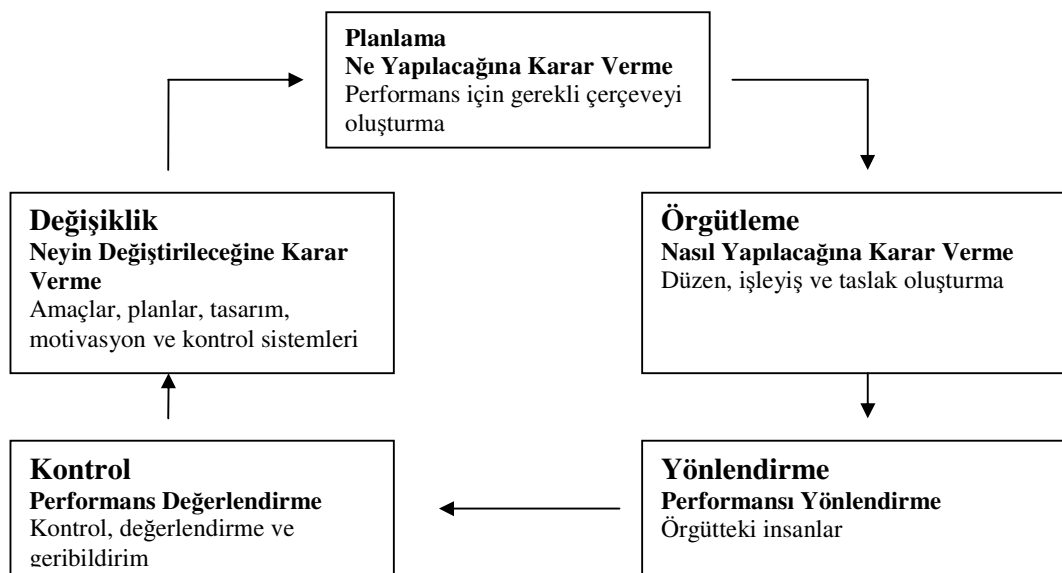 Planlama
Ne Yapılacağına Karar Verme
Performans için gerekli çerçeveyi
oluşturma
Değişiklik
Neyin Değiştirileceğine Karar
Verme
Amaçlar, planlar, tasarım,
motivasyon ve kontrol sistemleri
Örgütleme
Nasıl Yapılacağına Karar Verme
Düzen, işleyiş ve taslak oluşturma
Kontrol
Performans Değerlendirme
Kontrol, değerlendirme ve
geribildirim
Yönlendirme
Performansı Yönlendirme
Örgütteki insanlar